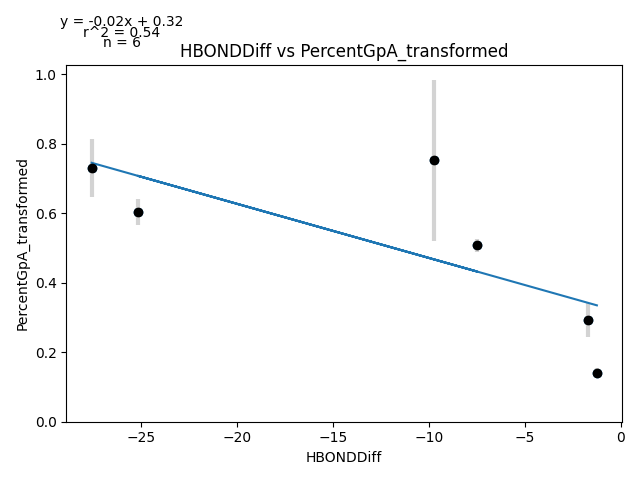 y = -0.02x + 0.32
r^2 = 0.54
n = 6
HBONDDiff vs PercentGpA_transformed
1.0
0.8
0.6
0.4
0.2
0.0
PercentGpA_transformed
−25
−20
−15
−10
−5
0
HBONDDiff